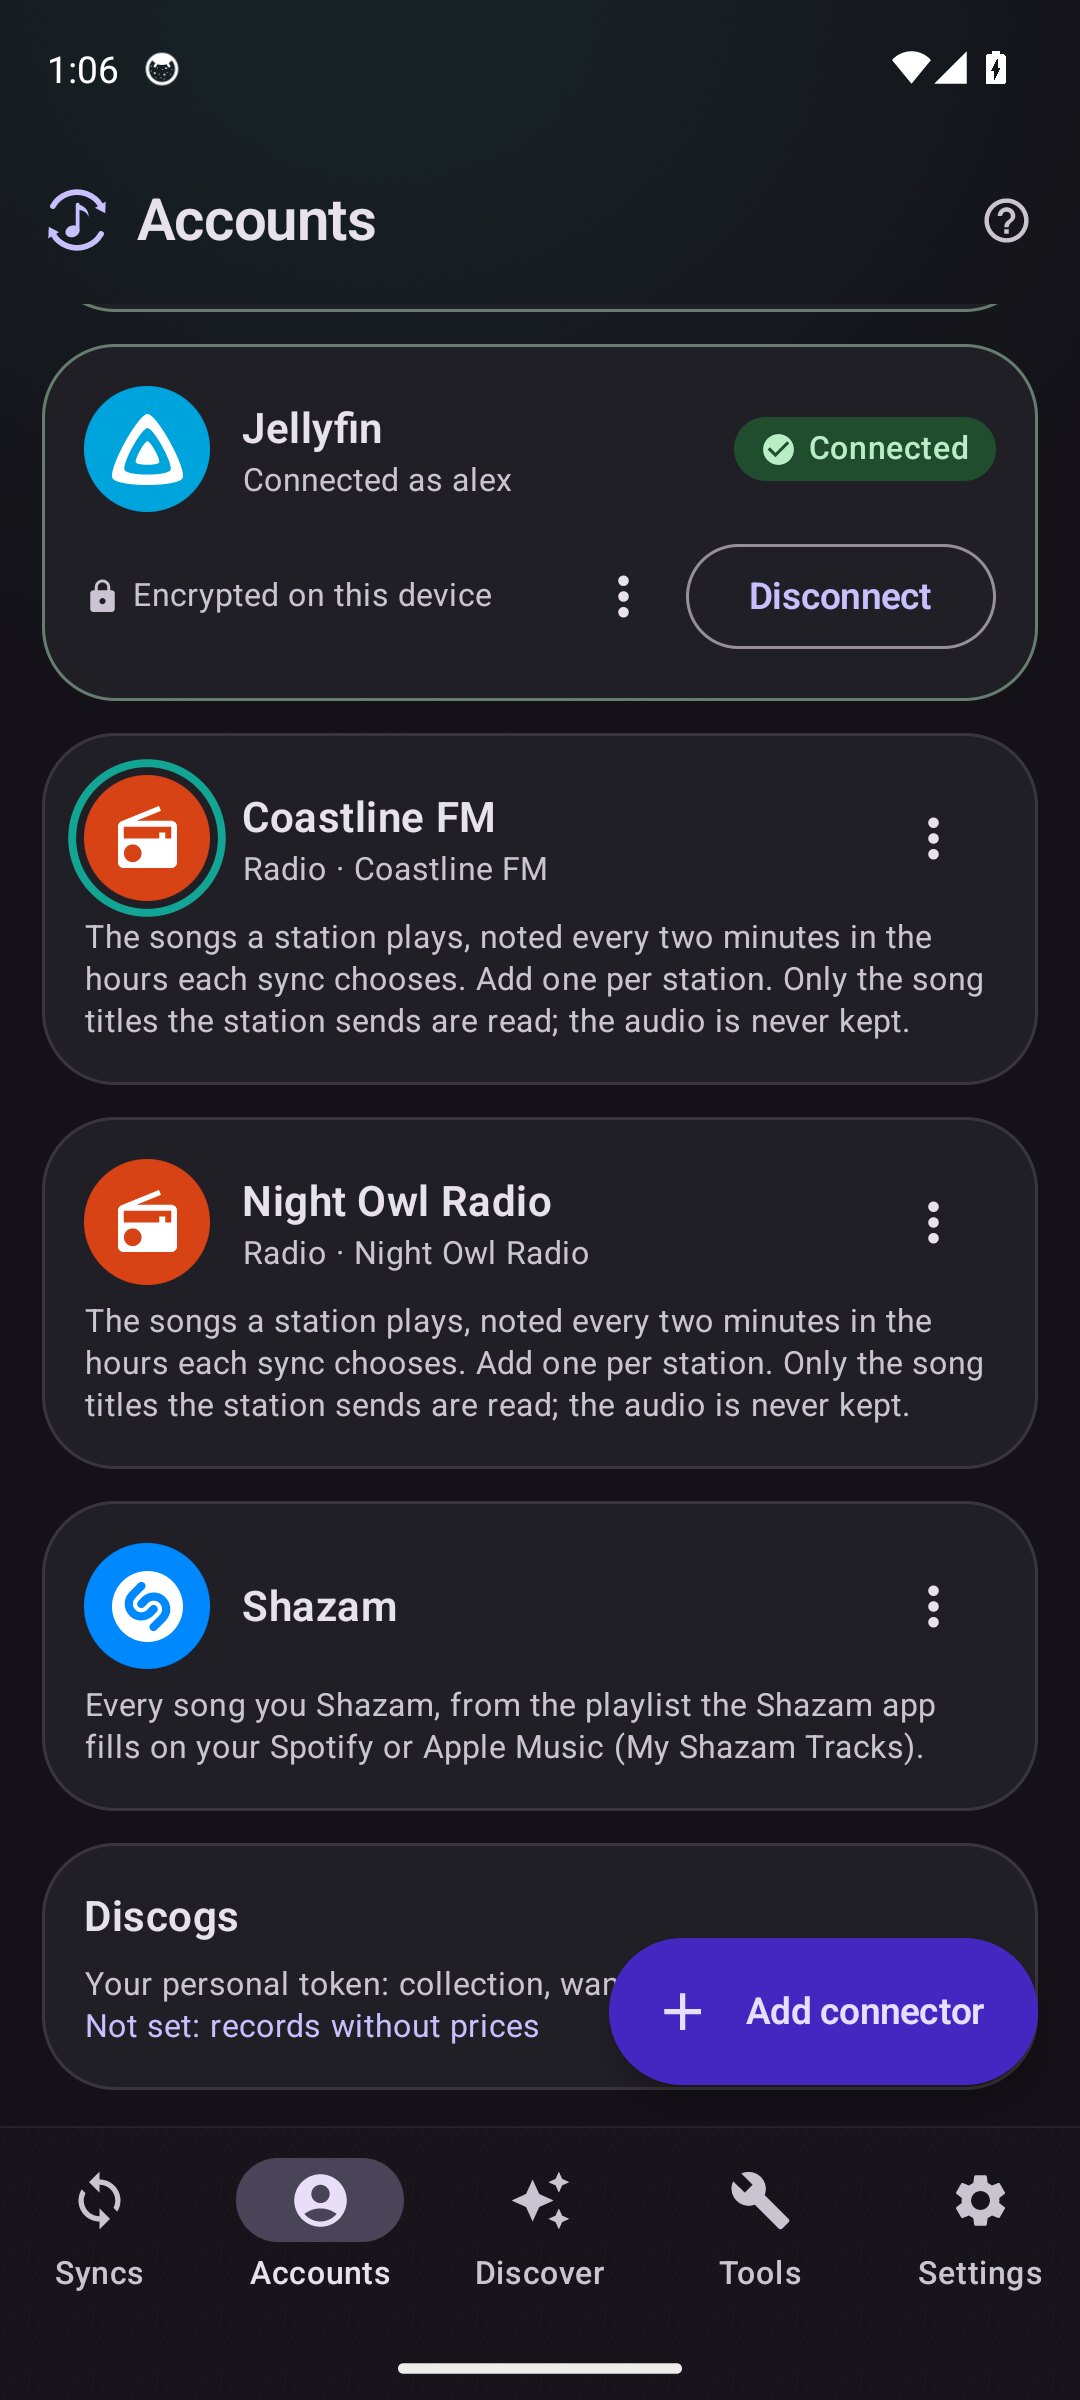 1:06
Accounts
Jellyfin
Connected as alex
Connected
Encrypted on this device
Disconnect
Coastline FM
Radio · Coastline FM
The songs a station plays, noted every two minutes in the
hours each sync chooses. Add one per station. Only the song
titles the station sends are read; the audio is never kept.
Night Owl Radio
Radio · Night Owl Radio
The songs a station plays, noted every two minutes in the
hours each sync chooses. Add one per station. Only the song
titles the station sends are read; the audio is never kept.
Shazam
Every song you Shazam, from the playlist the Shazam app
fills on your Spotify or Apple Music (My Shazam Tracks).
Discogs
Your personal token: collection,
Not set: records without prices
Add connector
Syncs
Accounts
Discover
Tools
Settings